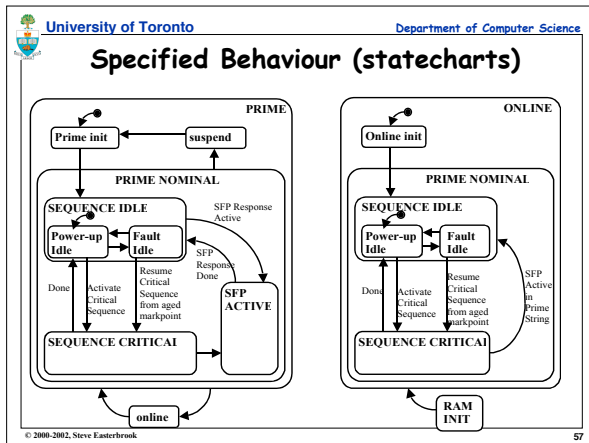 University of Toronto
Department of Computer Science
Specified Behaviour (statecharts)
PRIME
Prime init
suspend
PRIME NOMINAL
SEQUENCE IDLE
SFP Response
Active
Power-up
Idle
Fault
Idle
SFP
Response
Done
Done
Activate
Critical
Sequence
Resume
Critical
Sequence
from aged
markpoint
SFP
ACTIVE
SEQUENCE CRITICAL
online
ONLINE
Online init
PRIME NOMINAL
SEQUENCE IDLE
Power-up
Idle
Fault
Idle
Done
Activate
Critical
Sequence
Resume
Critical
Sequence
from aged
markpoint
SFP
Active
in
Prime
String
SEQUENCE CRITICAL
RAM
INIT
© 2000-2002, Steve Easterbrook
57